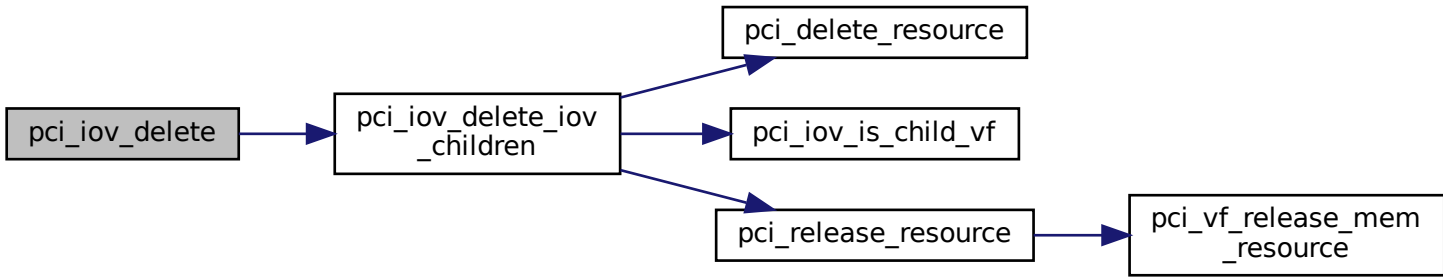 pci_iov_delete
pci_iov_delete_iov
_children
pci_delete_resource
pci_iov_is_child_vf
pci_release_resource
pci_vf_release_mem
_resource